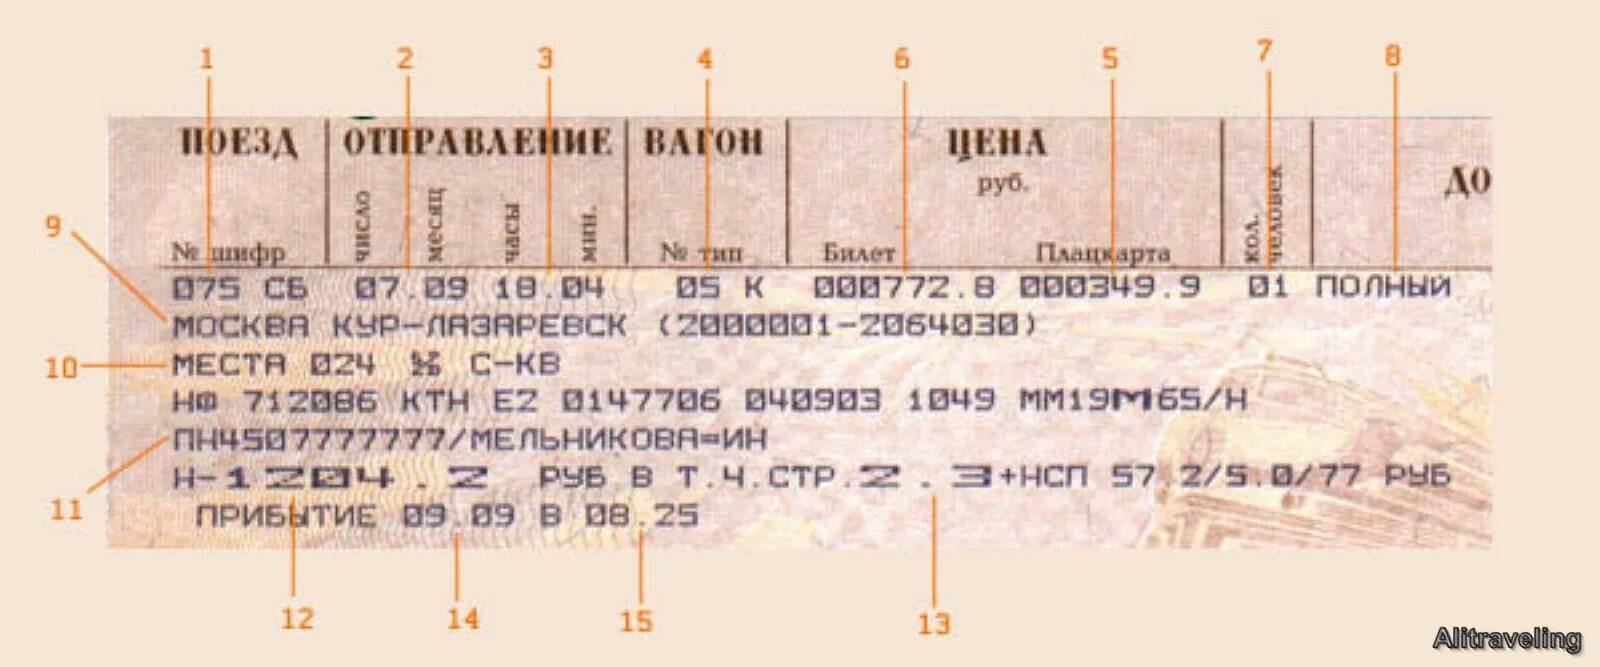 1 2 3 4 6 5 7 8
ПОЕЗД ОТПРАВЛЕНИЕ ВАГОН ЦЕНА
руб.
ДО
№ шифр число месяц часы мин. № тип Билет Плацкарта кол. человек
9
075 СБ 07.09 18.04 05 К 000772.8 000349.9 01 ПОЛНЫЙ
МОСКВА КУР-ЛАЗАРЕВСК (2000001-2064030)
10 МЕСТА 024 С-КВ
НФ 712086 КТН Е2 0147706 040903 1049 ММ19М65/Н
ПН4507777777/МЕЛЬНИКОВА=ИН
11
Н-1204.2 РУБ В Т.Ч.СТР.2.3+НСП 57.2/5.0/77 РУБ
ПРИБЫТИЕ 09.09 В 08.25
12 14 15 13
Alitraveling